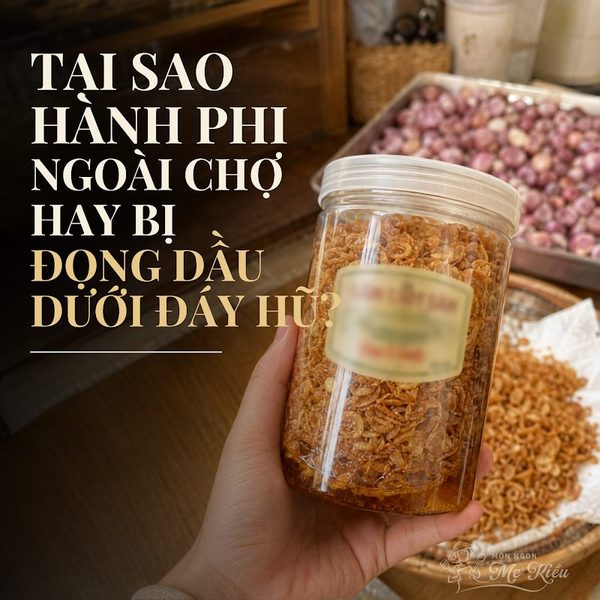 TẠI SAO
HÀNH PHI
NGOÀI CHỢ
HAY BỊ
ĐỌNG DẦU
DƯỚI ĐÁY HŨ?
MÓN NGON
Mẹ Kiều